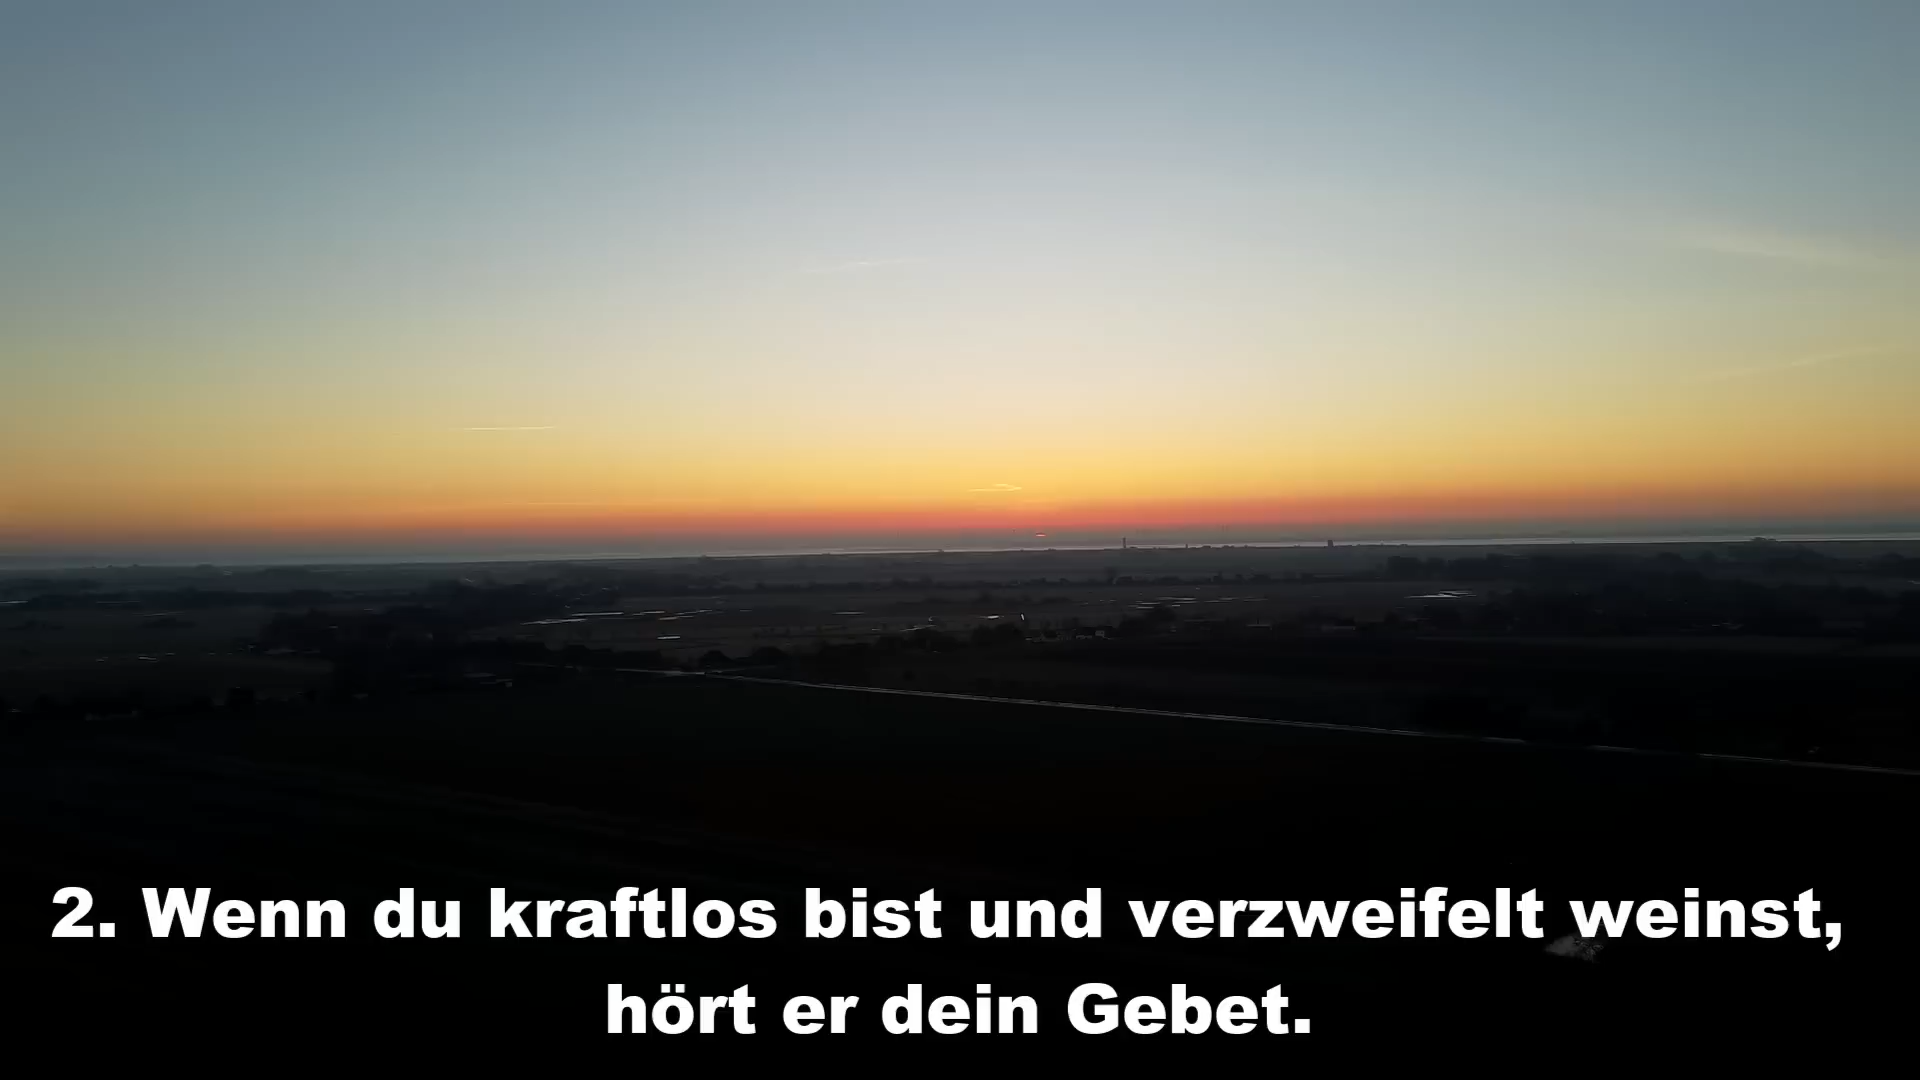 2. Wenn du kraftlos bist und verzweifelt weinst,
hört er dein Gebet.